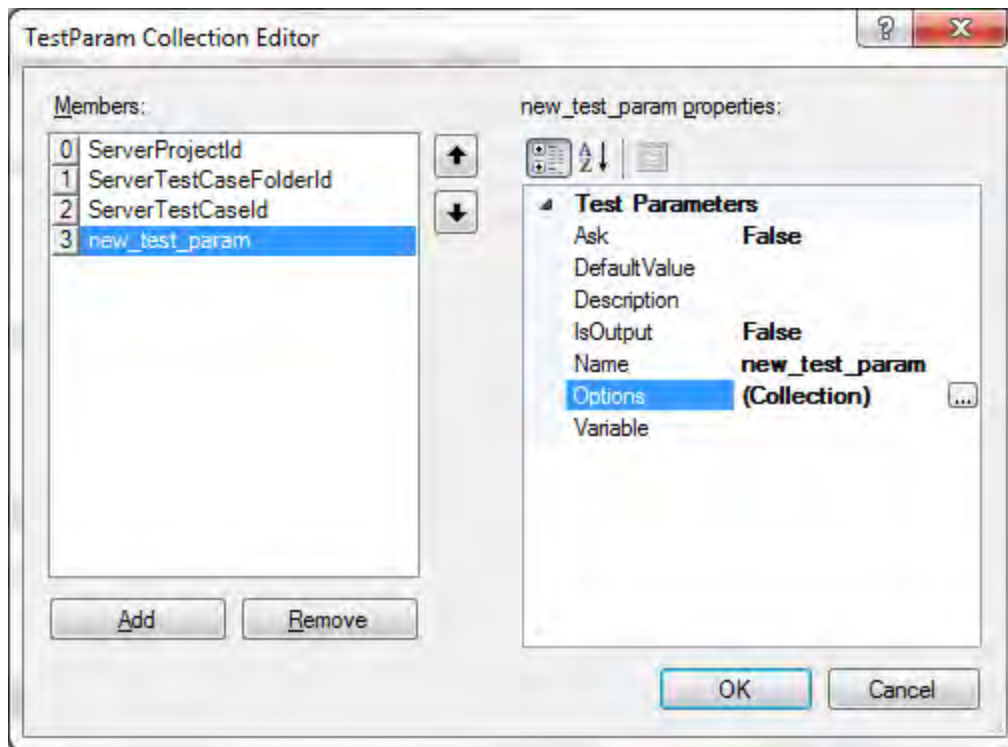 TestParam Collection Editor
?
Members:
new_test_param properties:
0 ServerProjectId
1 ServerTestCaseFolderId
2 ServerTestCaseId
3 new_test_param
A Z
Test Parameters
Ask False
DefaultValue
Description
IsOutput False
Name new_test_param
Options (Collection) ...
Variable
Add Remove
OK Cancel